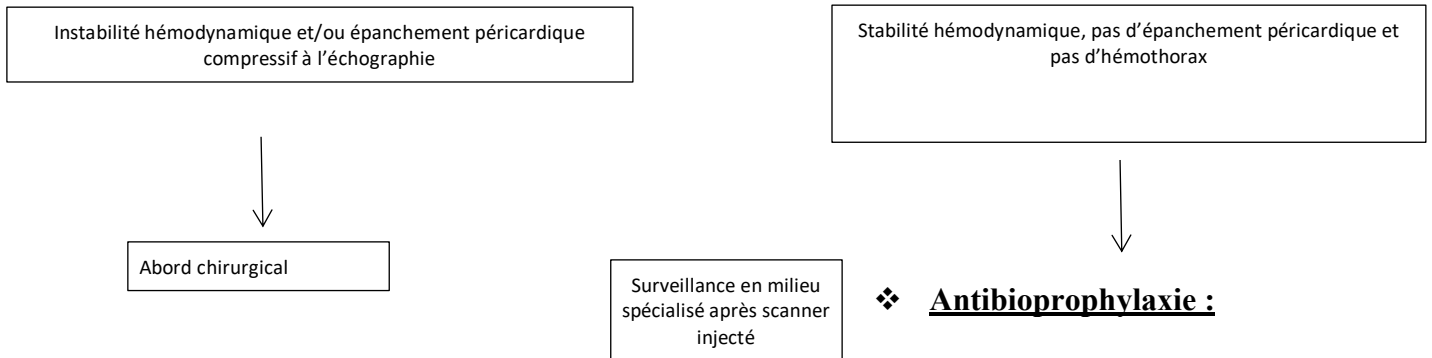 Instabilité hémodynamique et/ou épanchement péricardique
compressif à l’échographie
Stabilité hémodynamique, pas d’épanchement péricardique et
pas d’hémothorax
Abord chirurgical
Surveillance en milieu
spécialisé après scanner
injecté
❖ Antibioprophylaxie :